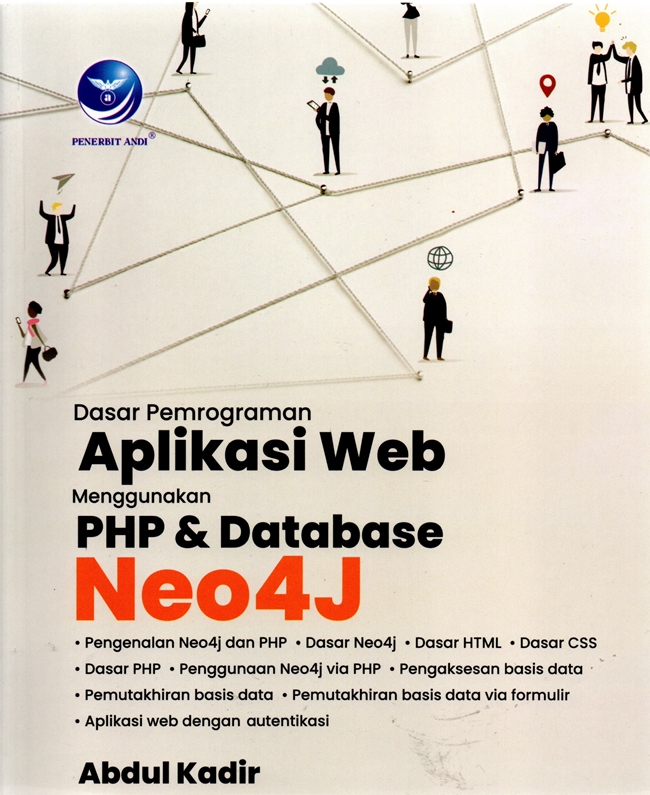 a
PENERBIT ANDI®
Dasar Pemrograman
Aplikasi Web
Menggunakan
PHP & Database
Neo4J
• Pengenalan Neo4j dan PHP • Dasar Neo4j • Dasar HTML • Dasar CSS
• Dasar PHP • Penggunaan Neo4j via PHP • Pengaksesan basis data
• Pemutakhiran basis data • Pemutakhiran basis data via formulir
• Aplikasi web dengan autentikasi
Abdul Kadir